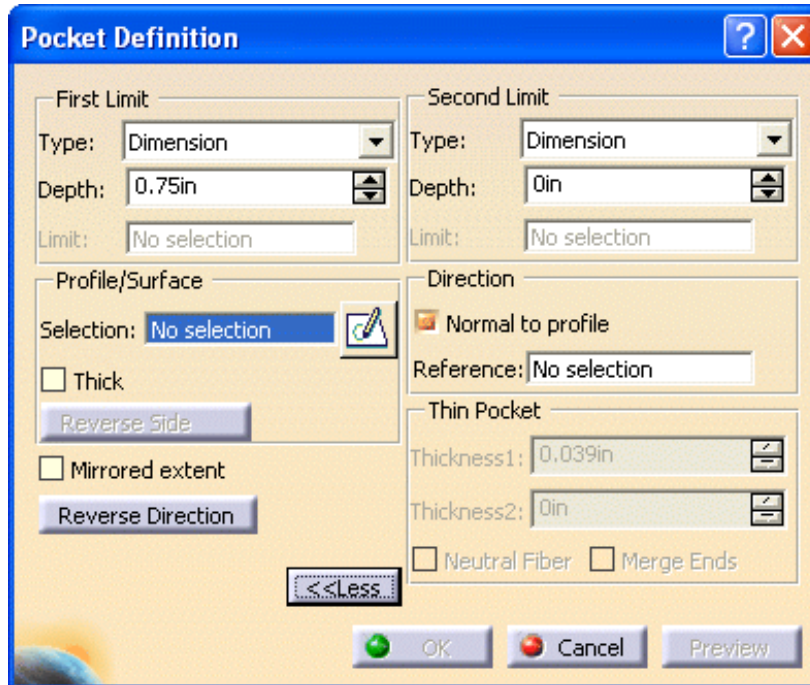 Pocket Definition
First Limit
Type: Dimension
Depth: 0.75in
Limit: No selection
Second Limit
Type: Dimension
Depth: 0in
Limit: No selection
Profile/Surface
Selection: No selection
Thick
Reverse Side
Mirrored extent
Reverse Direction
Direction
Normal to profile
Reference: No selection
Thin Pocket
Thickness1: 0.039in
Thickness2: 0in
Neutral Fiber Merge Ends
<<Less
OK Cancel Preview